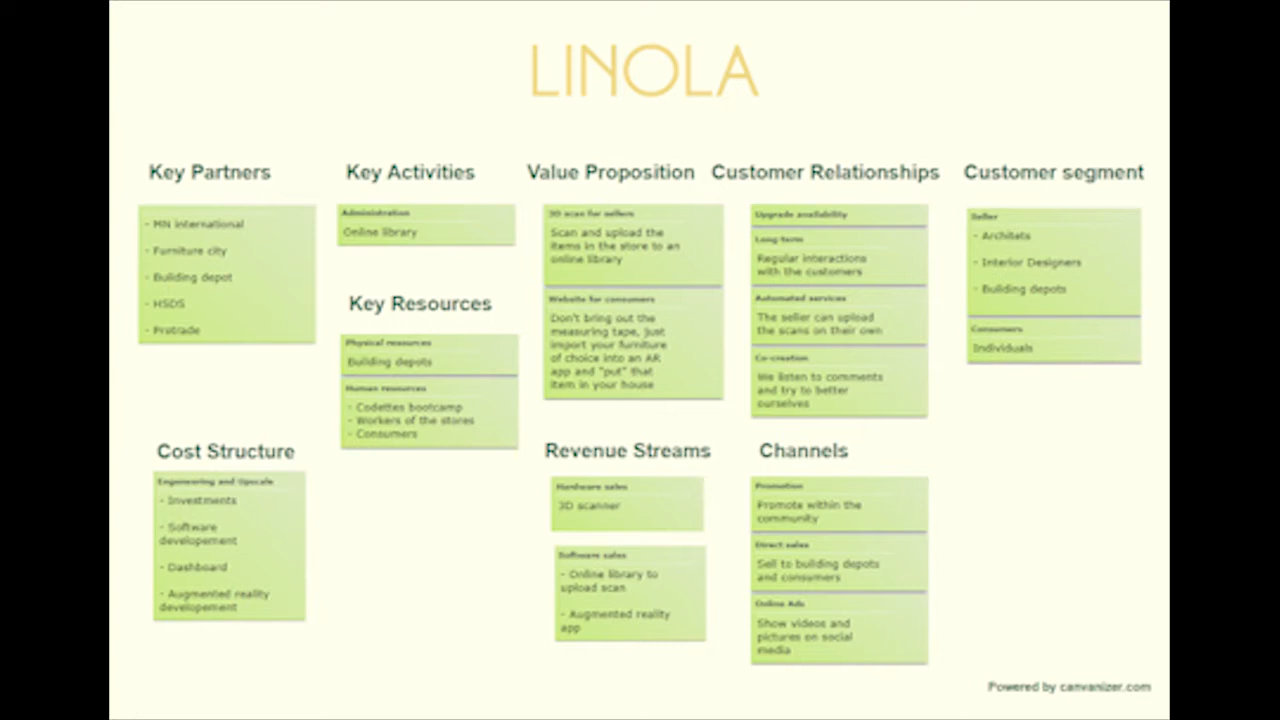 LINOLA
Key Partners
- MN international
- Furniture city
- Building depot
- HSDS
- Protrade
Key Activities
Administration
Online library
Key Resources
Physical resources
Building depots
Human resources
- Codettes bootcamp
- Workers of the stores
- Consumers
Value Proposition
3D scan for sellers
Scan and upload the
items in the store to an
online library
Website for consumers
Don't bring out the
measuring tape, just
import your furniture
of choice into an AR
app and "put" that
item in your house
Customer Relationships
Upgrade availability
Long-term
Regular interactions
with the customers
Automated services
The seller can upload
the scans on their own
Co-creation
We listen to comments
and try to better
ourselves
Customer segment
Seller
- Architets
- Interior Designers
- Building depots
Consumers
Individuals
Cost Structure
Engeneering and Upscale
- Investments
- Software
developement
- Dashboard
- Augmented reality
developement
Revenue Streams
Hardware sales
3D scanner
Software sales
- Online library to
upload scan
- Augmented reality
app
Channels
Promotion
Promote within the
community
Direct sales
Sell to building depots
and consumers
Online Ads
Show videos and
pictures on social
media
Powered by canvanizer.com